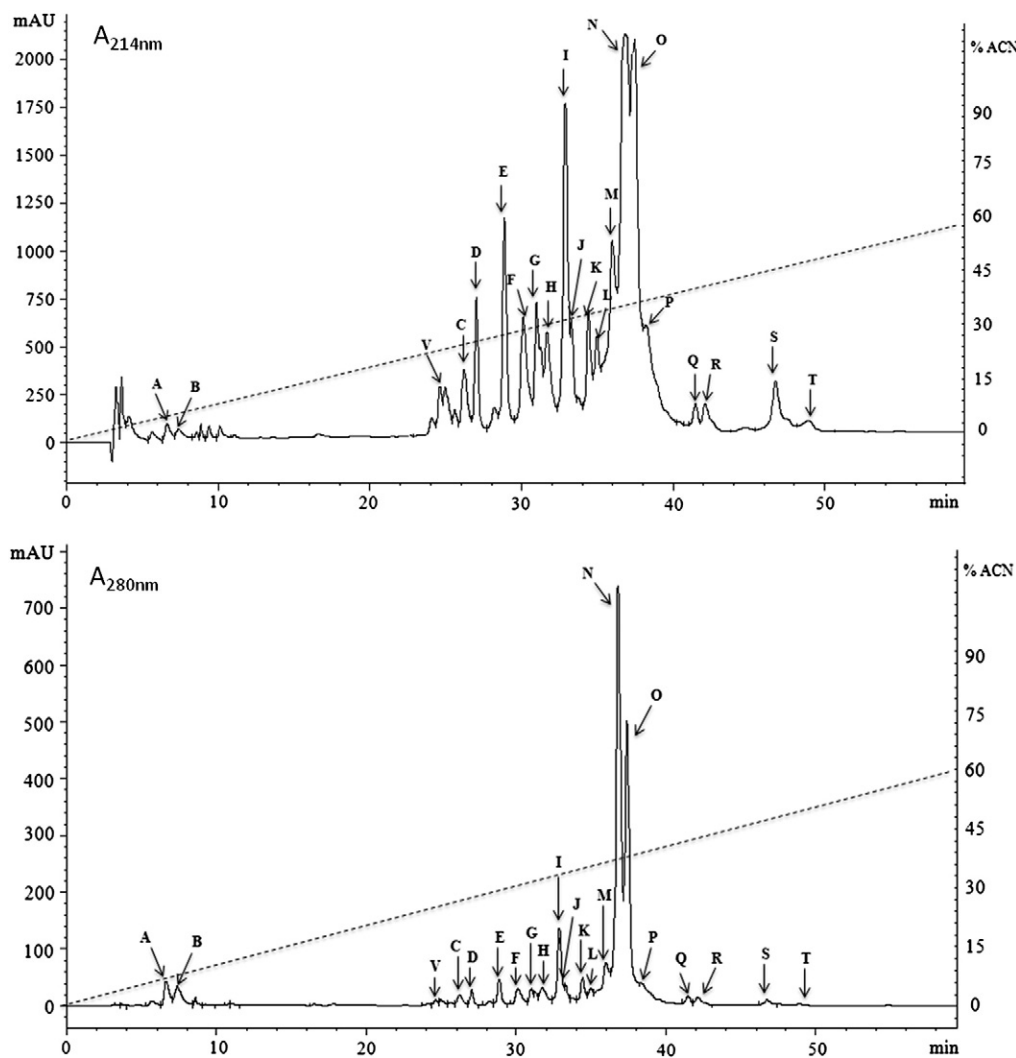 mAU
A214nm
% ACN
N
O
2000
I
1750
90
1500
E
75
1250
M
60
1000
D
G
J
45
F
H
K
750
C
L
P
30
V
500
S
15
Q
R
250
A
B
T
0
0
0
10
20
30
40
50
min
mAU
A280nm
% ACN
N
700
90
600
O
75
500
60
400
300
45
I
200
30
J
M
100
A
B
E
G
H
K
15
C
D
F
L
P
V
Q
R
S
T
0
0
0
10
20
30
40
50
min